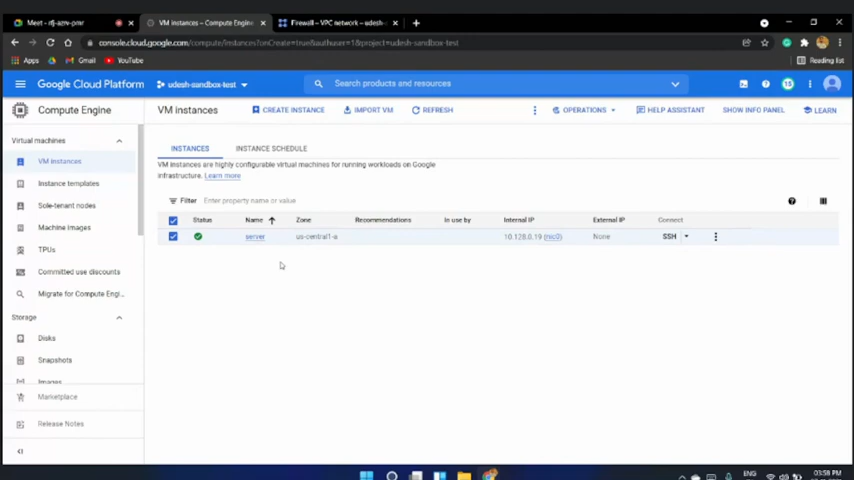 Meet - rfj-aznv-pmr
VM instances – Compute Engine
Firewall – VPC network – udesh-
console.cloud.google.com/compute/instances?onCreate=true&authuser=1&project=udesh-sandbox-test
Apps Gmail YouTube Reading list
Google Cloud Platform udesh-sandbox-test Search products and resources
Compute Engine VM instances CREATE INSTANCE IMPORT VM REFRESH OPERATIONS HELP ASSISTANT SHOW INFO PANEL LEARN
Virtual machines
VM instances
Instance templates
Sole-tenant nodes
Machine images
TPUs
Committed use discounts
Migrate for Compute Engi...
Storage
Disks
Snapshots
Images
Marketplace
Release Notes
INSTANCES INSTANCE SCHEDULE
VM instances are highly configurable virtual machines for running workloads on Google
infrastructure. Learn more
Filter Enter property name or value
Status Name Zone Recommendations In use by Internal IP External IP Connect
server us-central1-a 10.128.0.19 (nic0) None SSH
ENG 03:58 PM